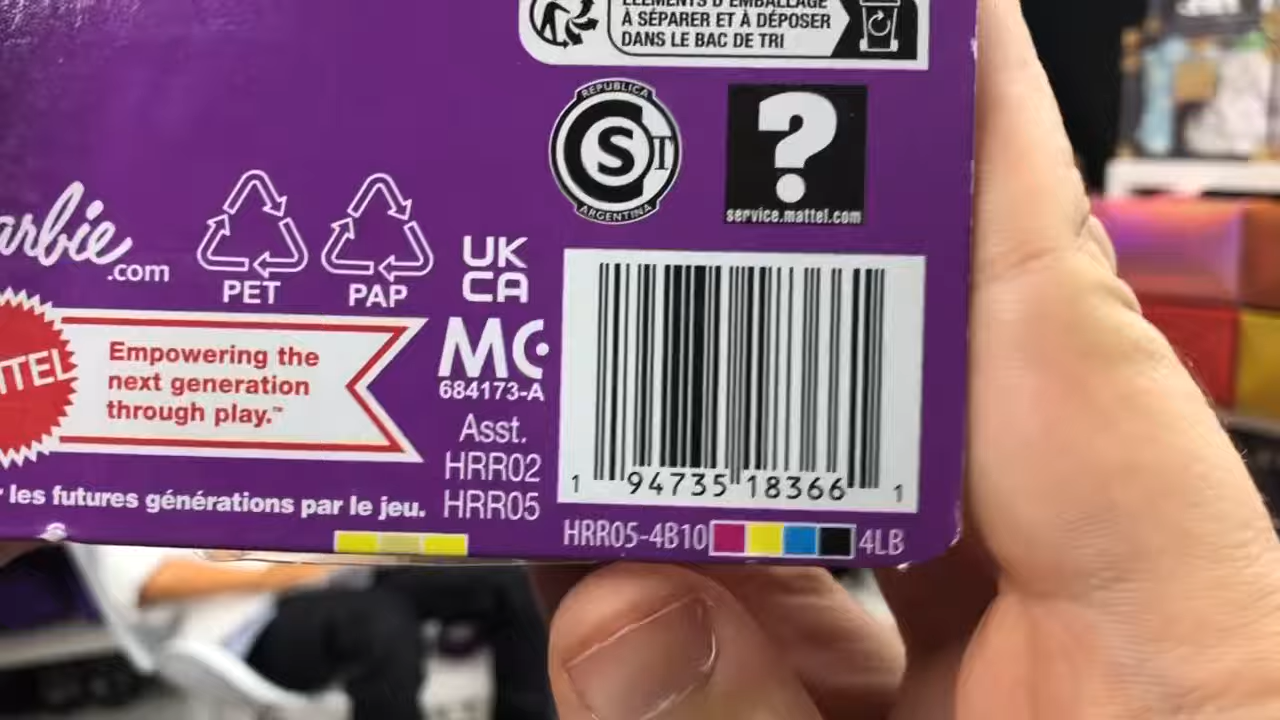 ÉLÉMENTS D'EMBALLAGE
À SÉPARER ET À DÉPOSER
DANS LE BAC DE TRI
REPUBLICA
S
ARGENTINA
?
service.mattel.com
arbie
.com
PET
PAP
UK
CA
MC
684173-A
TTEL
Empowering the
next generation
through play.™
Asst.
HRR02
HRR05
les futures générations par le jeu.
1 94735 18366 1
HRR05-4B10
4LB